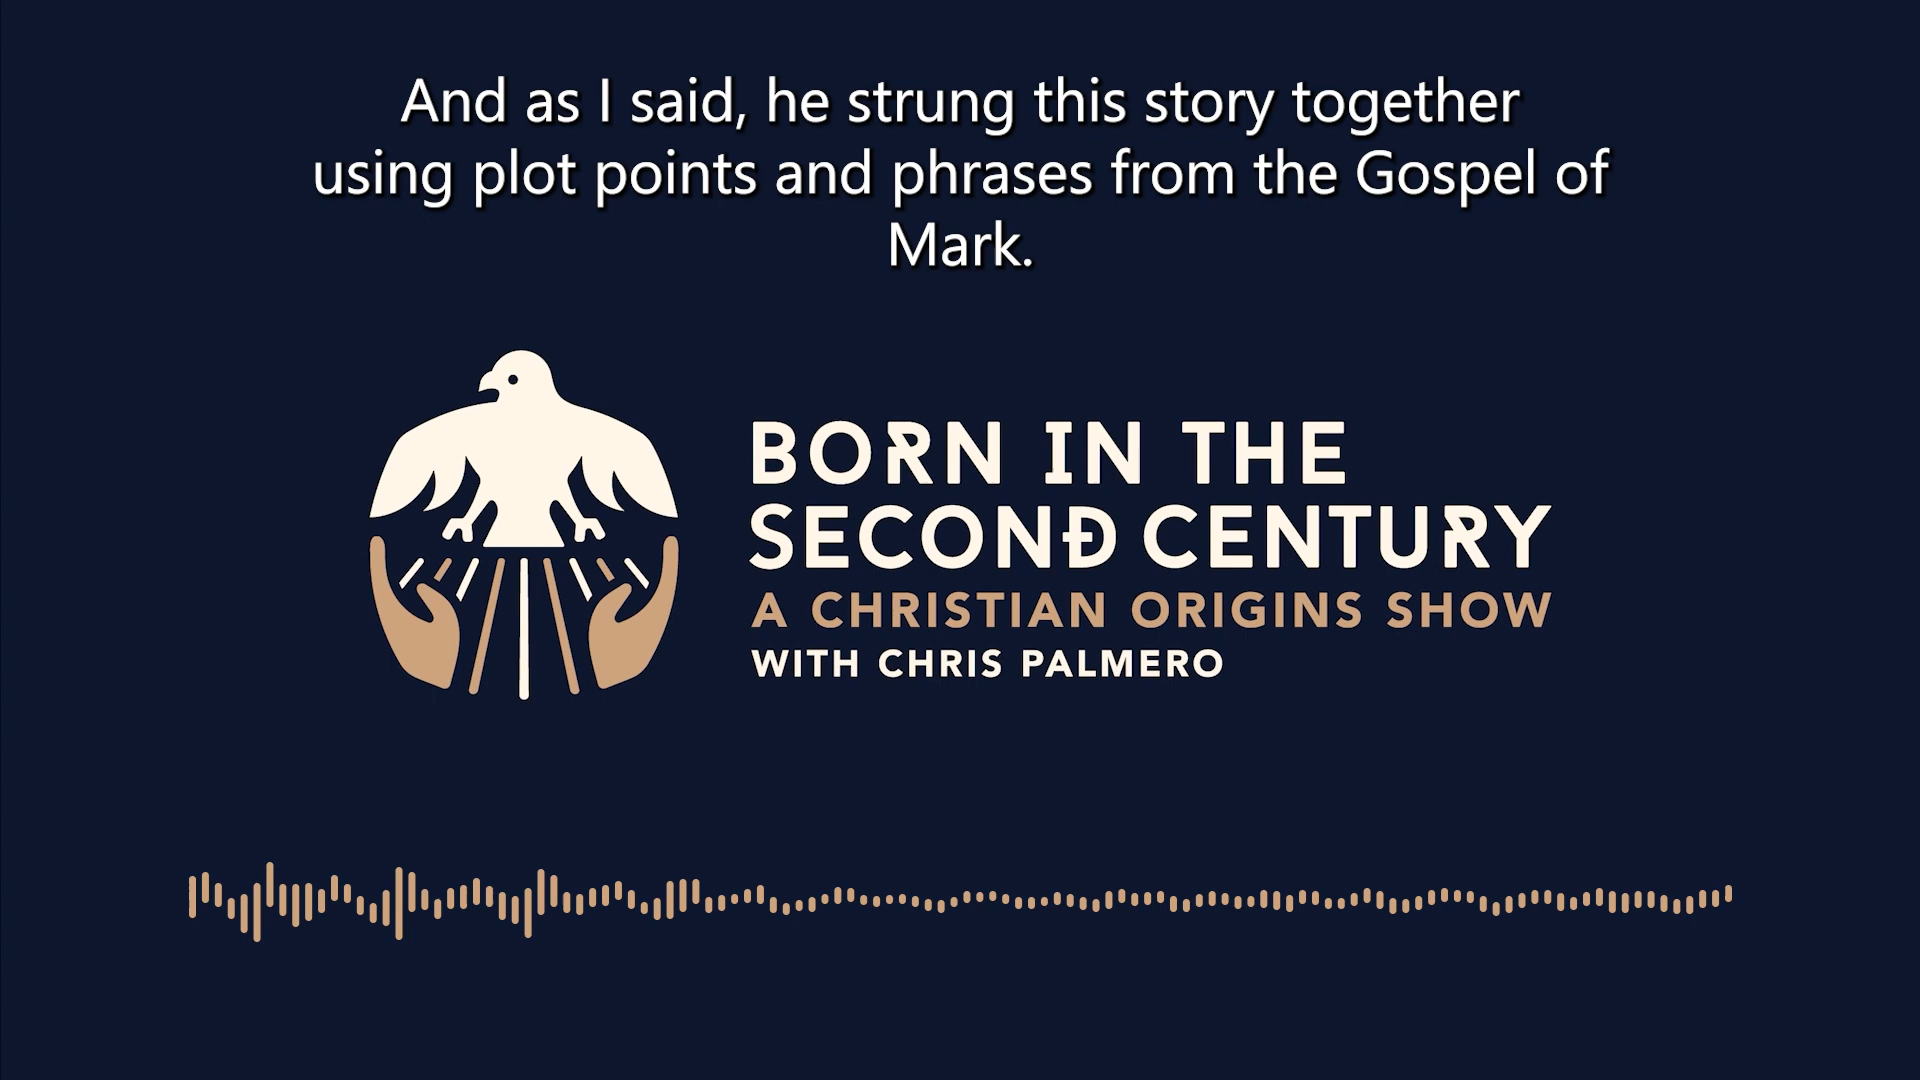 And as I said, he strung this story together
using plot points and phrases from the Gospel of
Mark.
BORN IN THE
SECOND CENTURY
A CHRISTIAN ORIGINS SHOW
WITH CHRIS PALMERO